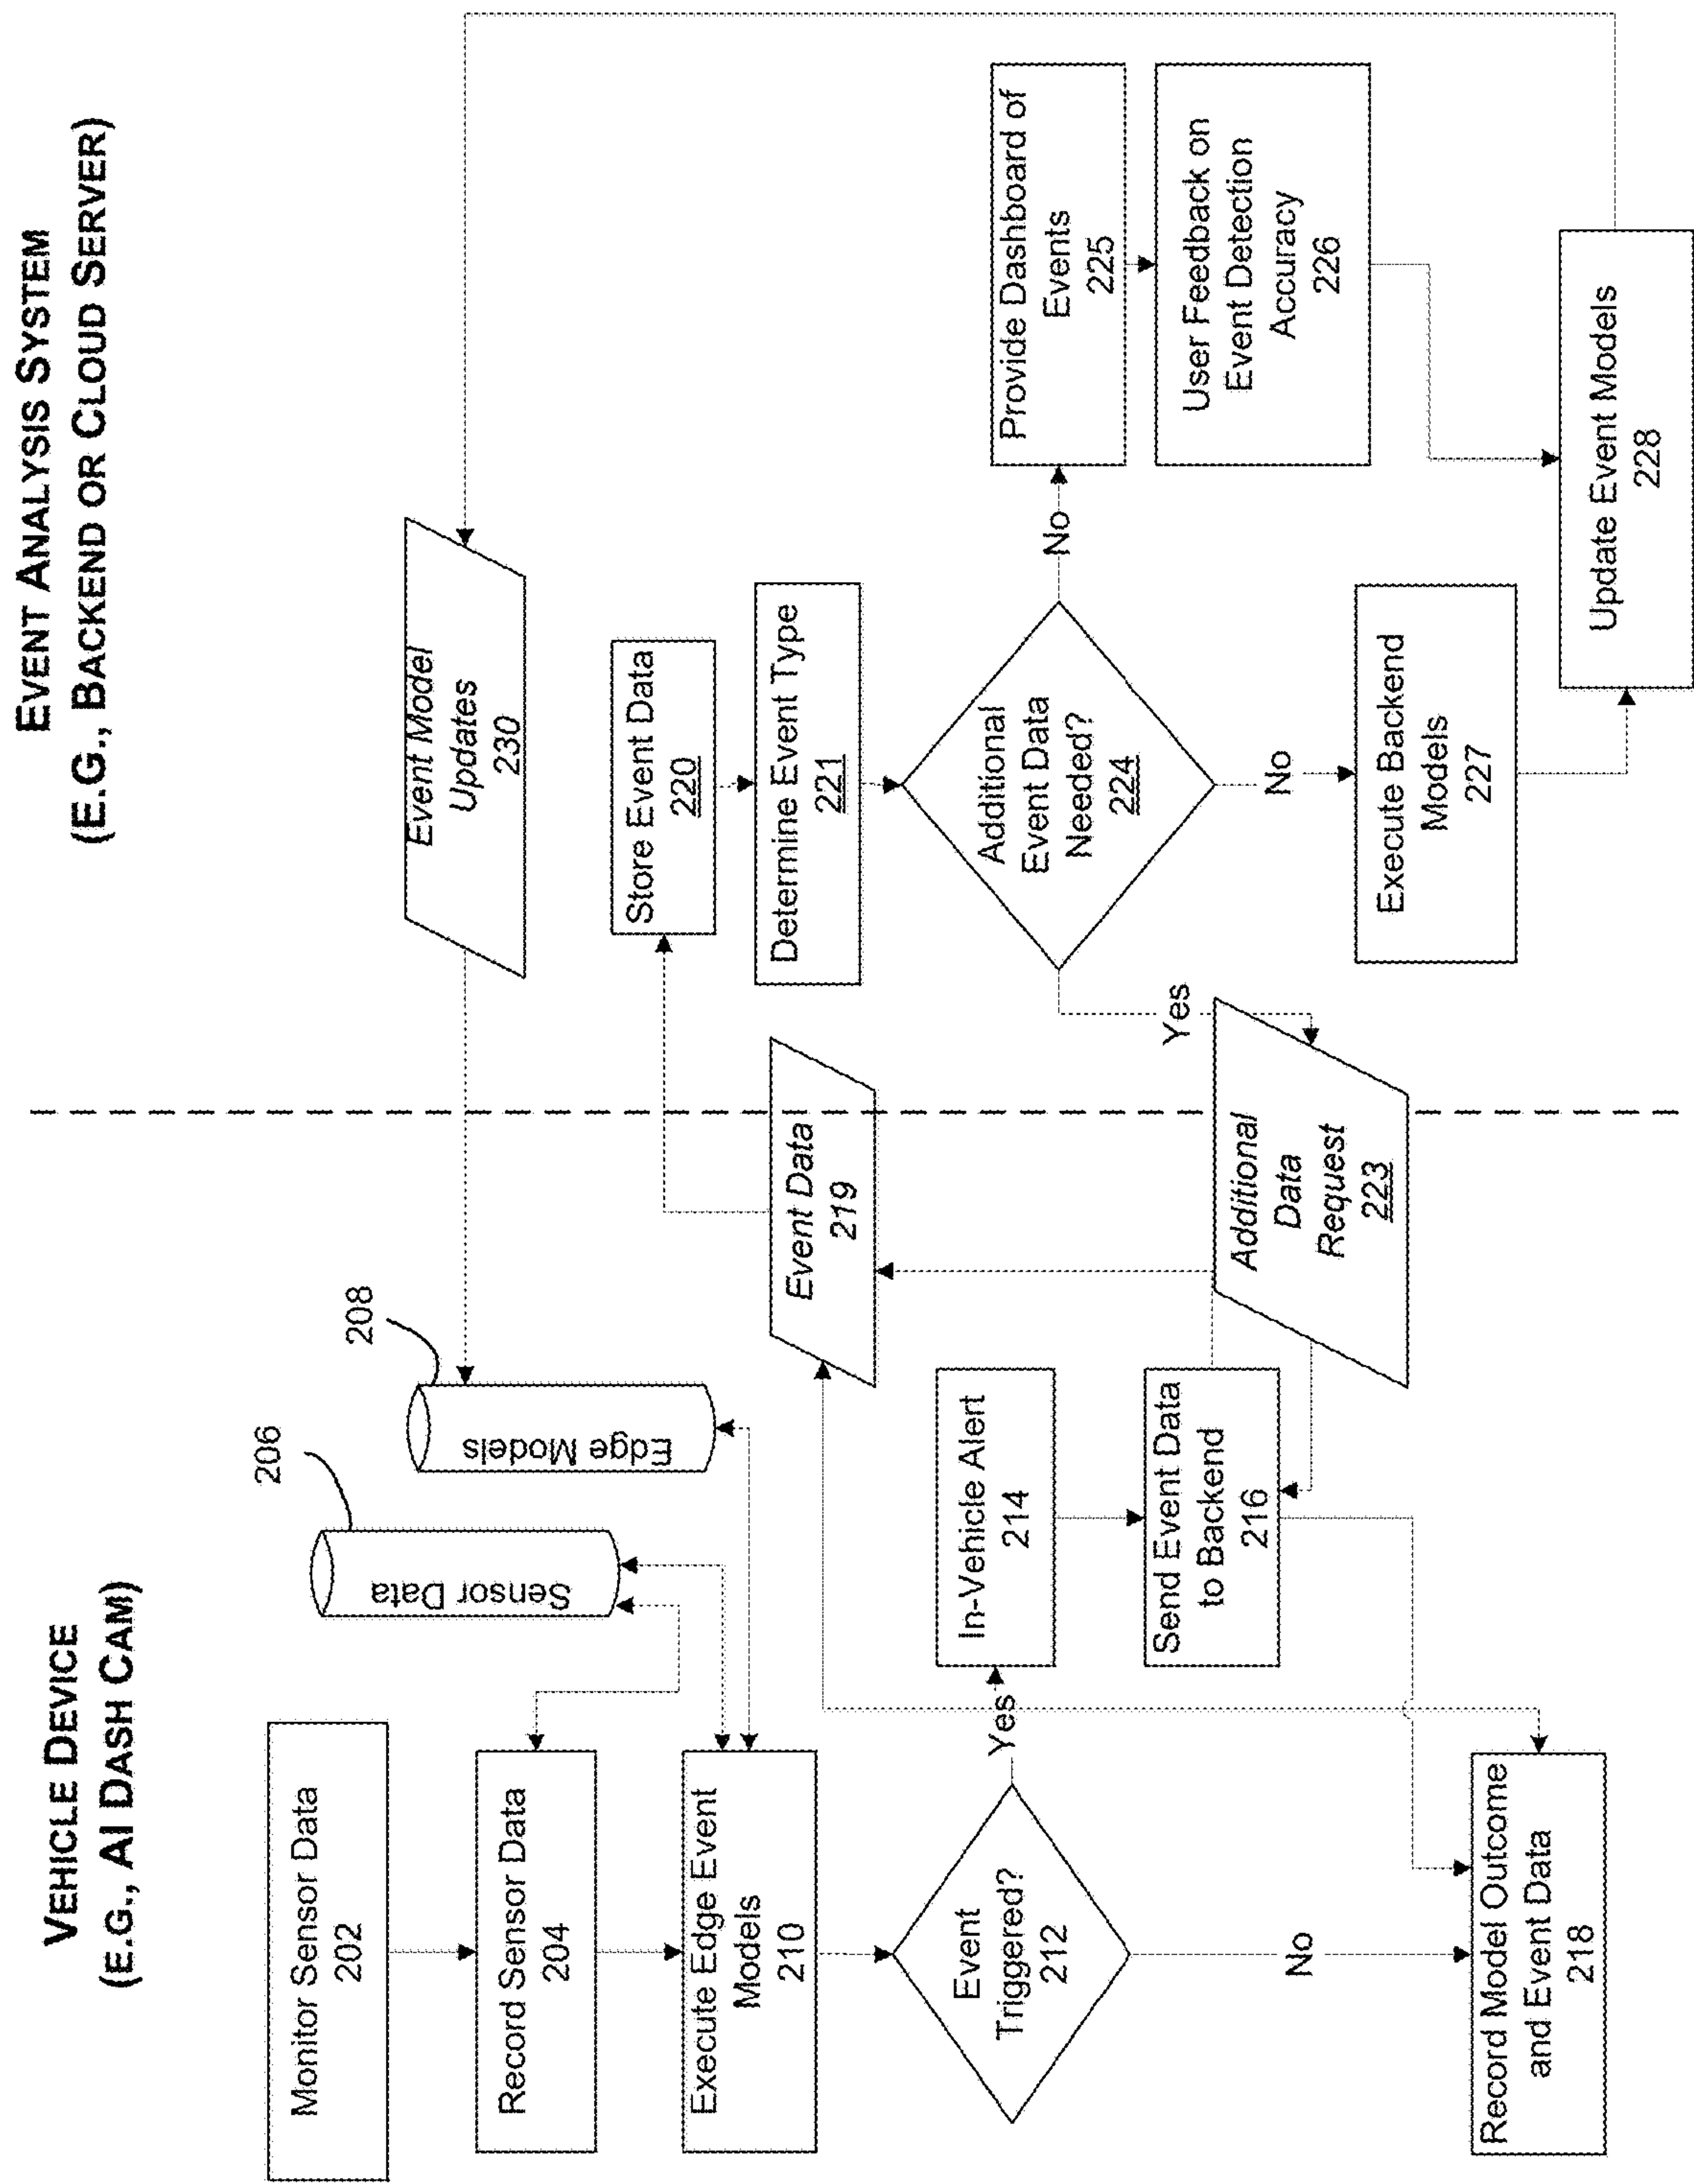 VEHICLE DEVICE
(E.G., AI DASH CAM)
EVENT ANALYSIS SYSTEM
(E.G., BACKEND OR CLOUD SERVER)
Monitor Sensor Data
202
Record Sensor Data
204
206
Sensor Data
208
Edge Models
Execute Edge Event
Models
210
Event
Triggered?
212
Yes
No
In-Vehicle Alert
214
Send Event Data
to Backend
216
Record Model Outcome
and Event Data
218
Event Data
219
Additional
Data
Request
223
Event Model
Updates
230
Store Event Data
220
Determine Event Type
221
Additional
Event Data
Needed?
224
Yes
No
No
Provide Dashboard of
Events
225
User Feedback on
Event Detection
Accuracy
226
Execute Backend
Models
227
Update Event Models
228